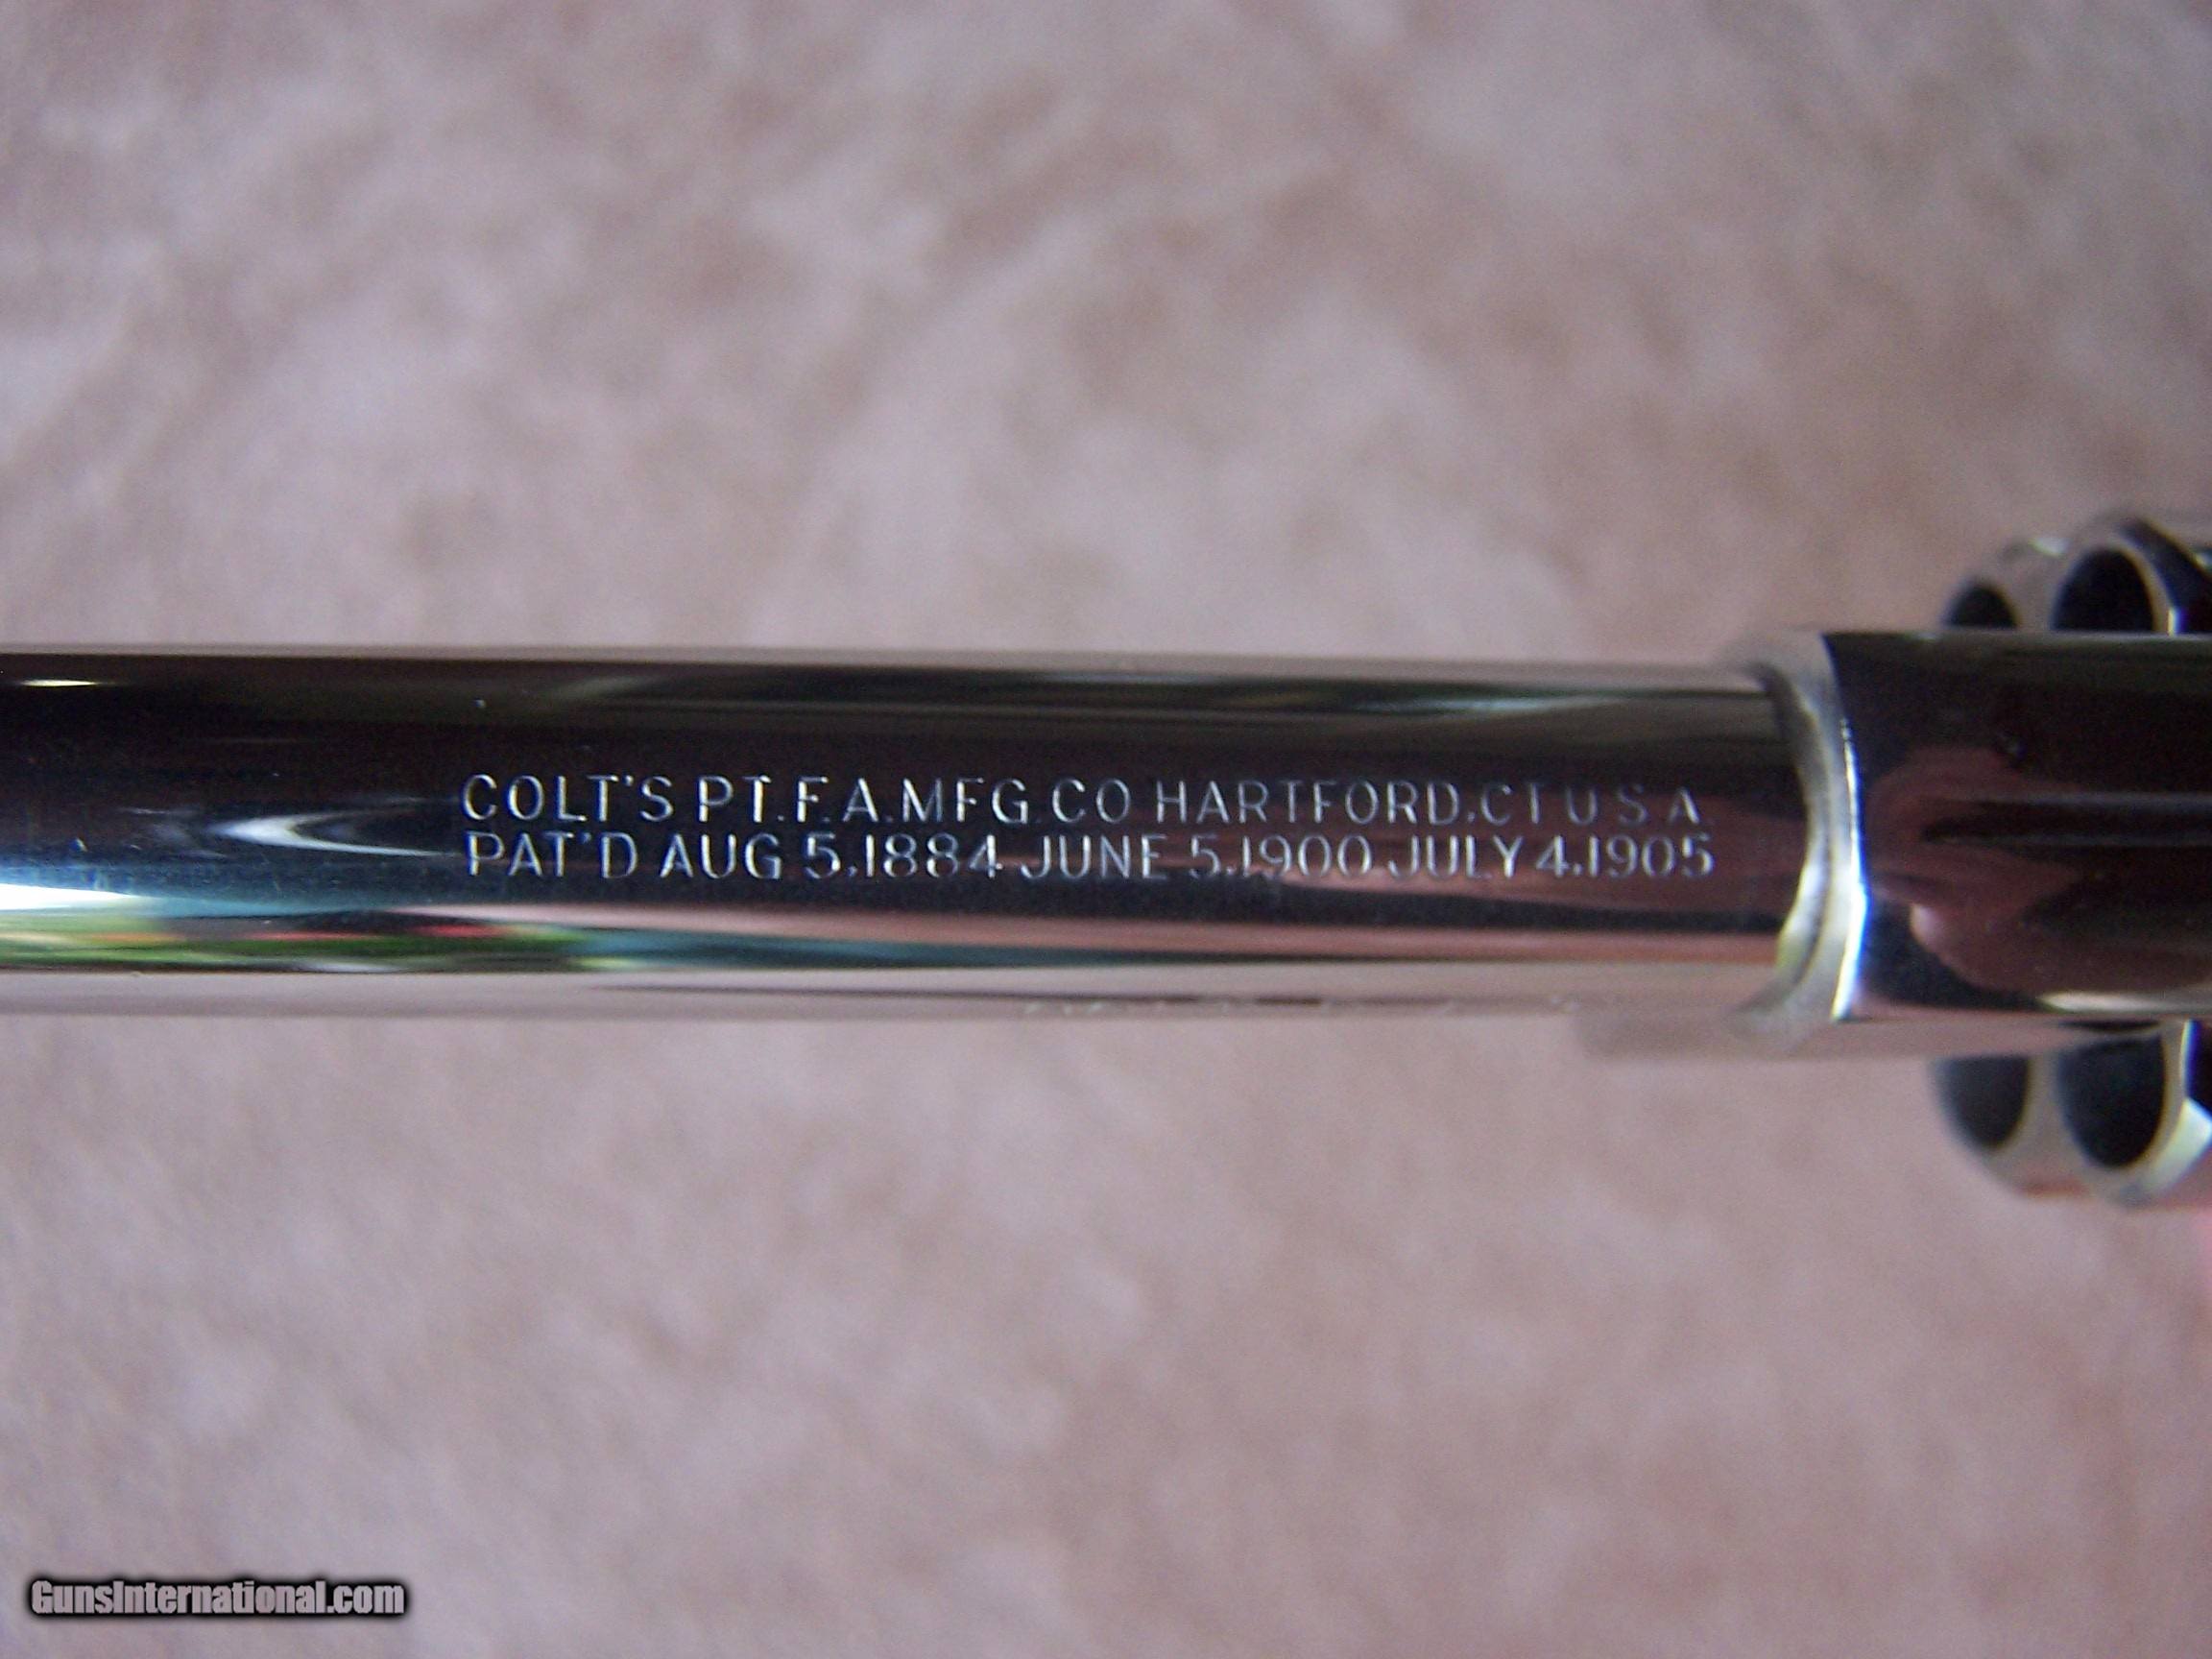 COLT'S PT.F.A.MFG.CO HARTFORD.CT U S A.
PAT'D AUG 5.1884 JUNE 5.1900 JULY 4.1905
GunsInternational.com